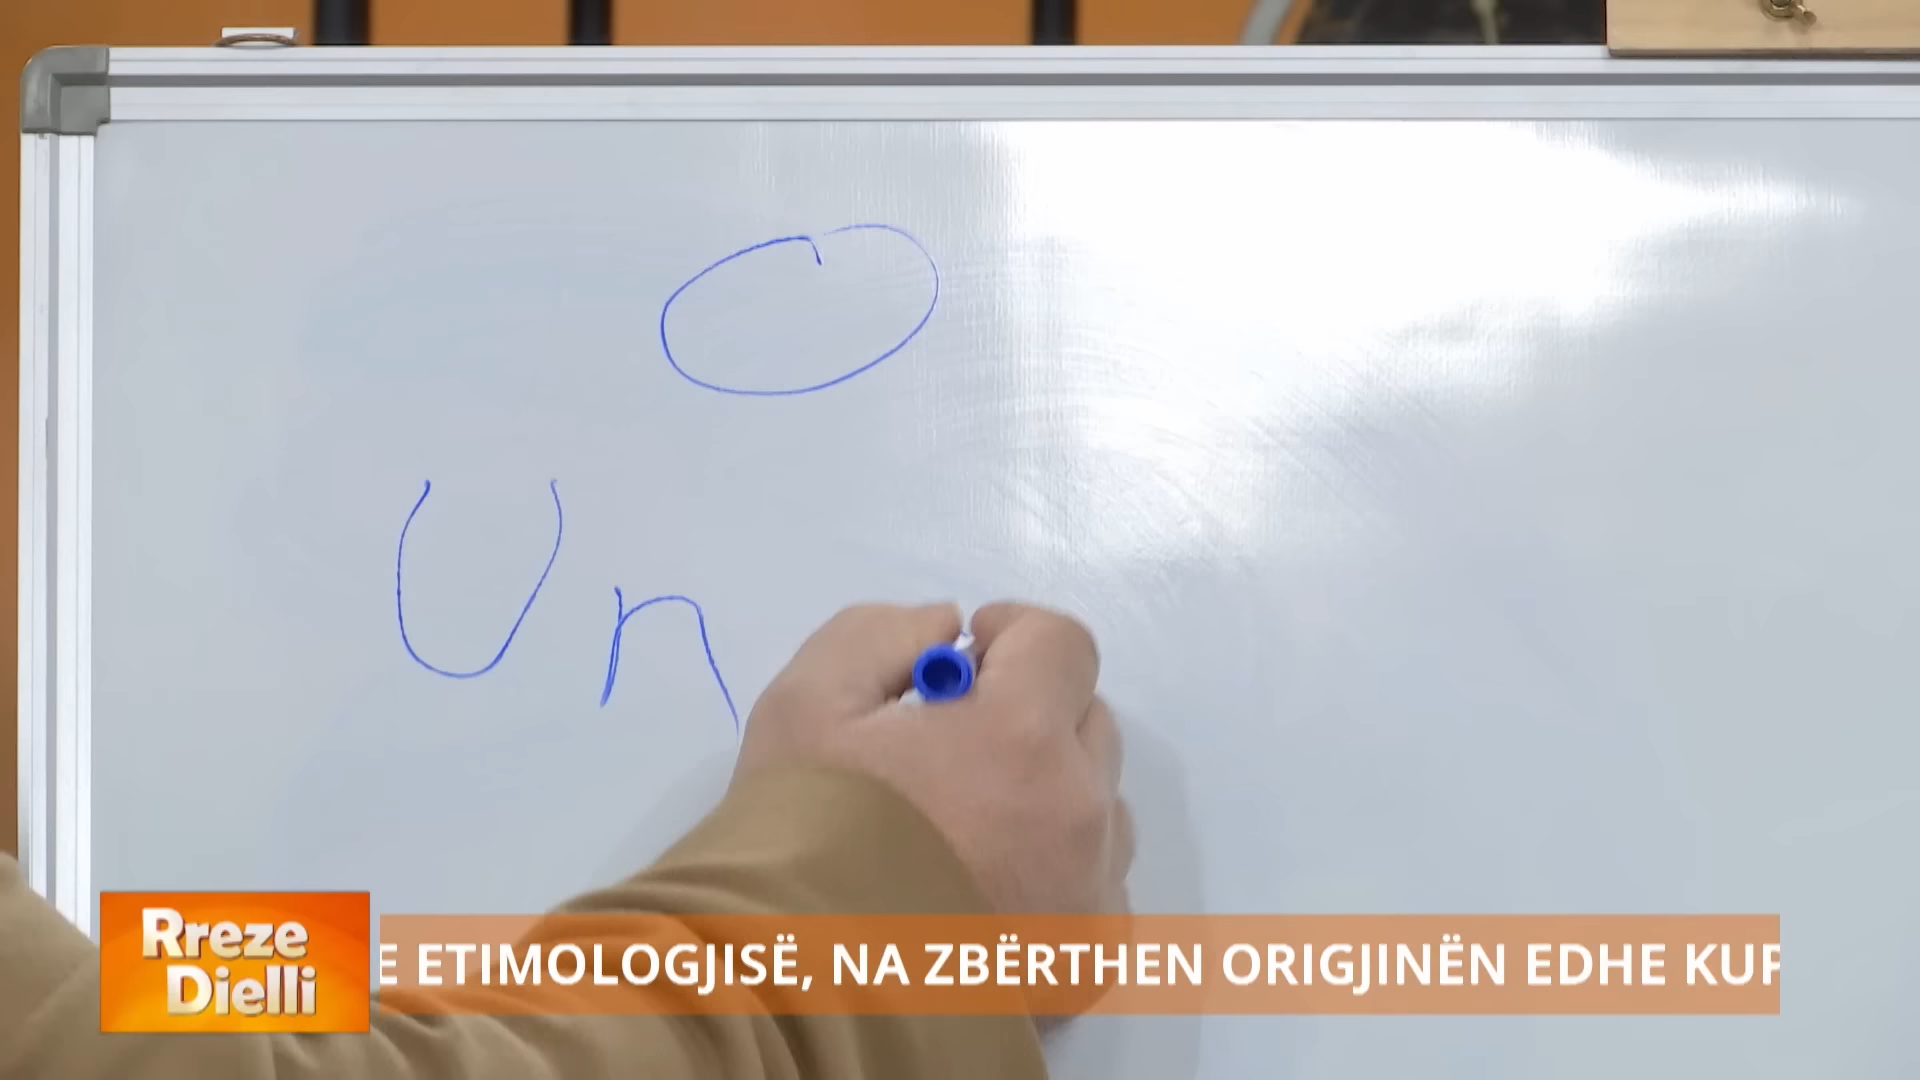 Un
Rreze
Dielli
E ETIMOLOGJISË, NA ZBËRTHEN ORIGJINËN EDHE KUP